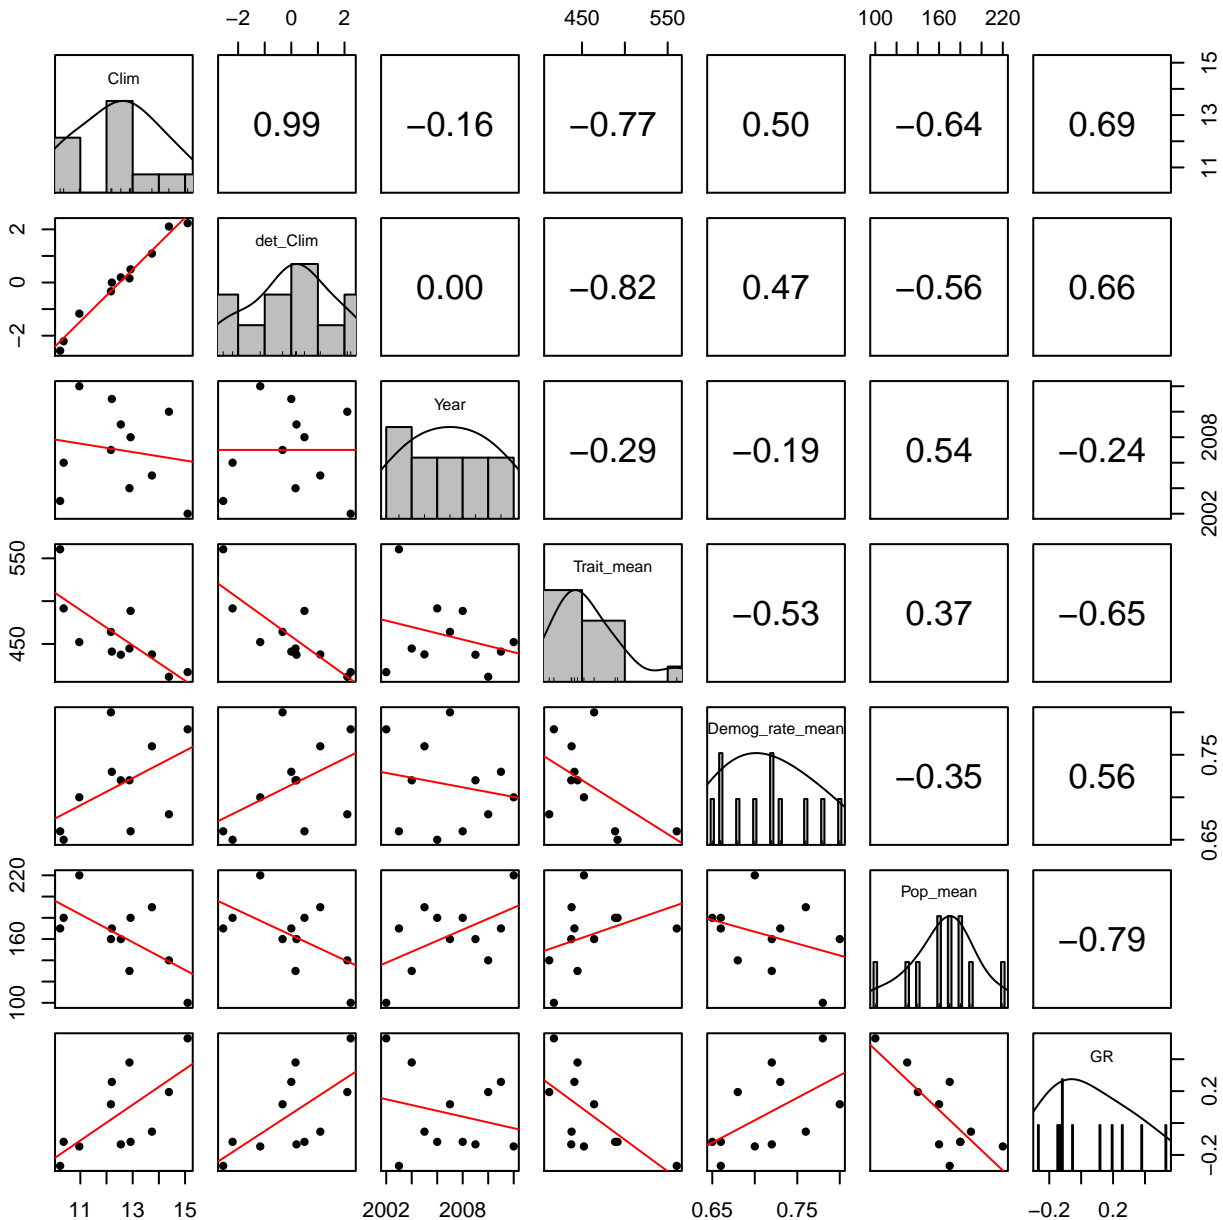 −2 0 2 450 550 100 160 220
Clim 0.99 −0.16 −0.77 0.50 −0.64 0.69 11 13 15
−2 0 2 det_Clim 0.00 −0.82 0.47 −0.56 0.66
Year −0.29 −0.19 0.54 −0.24 2002 2008
450 550 Trait_mean −0.53 0.37 −0.65
Demog_rate_mean −0.35 0.56 0.65 0.75
100 160 220 Pop_mean −0.79
GR −0.2 0.2
11 13 15 2002 2008 0.65 0.75 −0.2 0.2